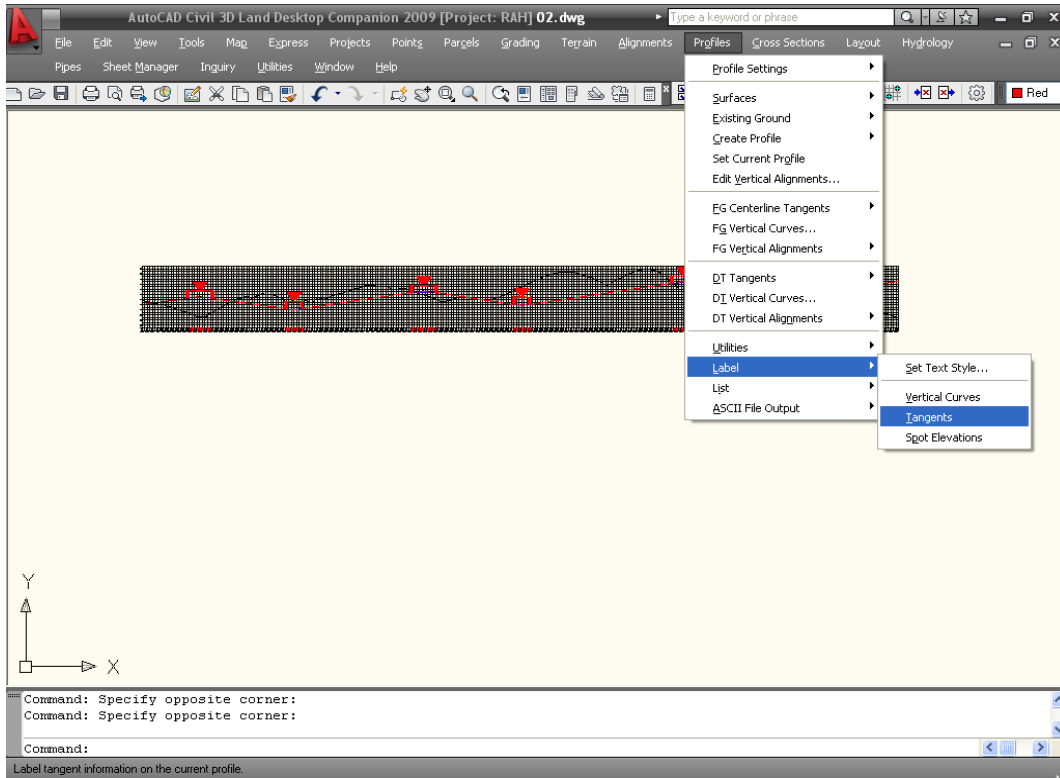 AutoCAD Civil 3D Land Desktop Companion 2009 [Project: RAH] 02.dwg
Type a keyword or phrase
File Edit View Tools Map Express Projects Points Parcels Grading Terrain Alignments Profiles Cross Sections Layout Hydrology
Pipes Sheet Manager Inquiry Utilities Window Help
Red
Profile Settings
Surfaces
Existing Ground
Create Profile
Set Current Profile
Edit Vertical Alignments...
FG Centerline Tangents
FG Vertical Curves...
FG Vertical Alignments
DT Tangents
DT Vertical Curves...
DT Vertical Alignments
Utilities
Label
List
ASCII File Output
Set Text Style...
Vertical Curves
Tangents
Spot Elevations
Y
X
Command: Specify opposite corner:
Command: Specify opposite corner:
Command:
Label tangent information on the current profile.